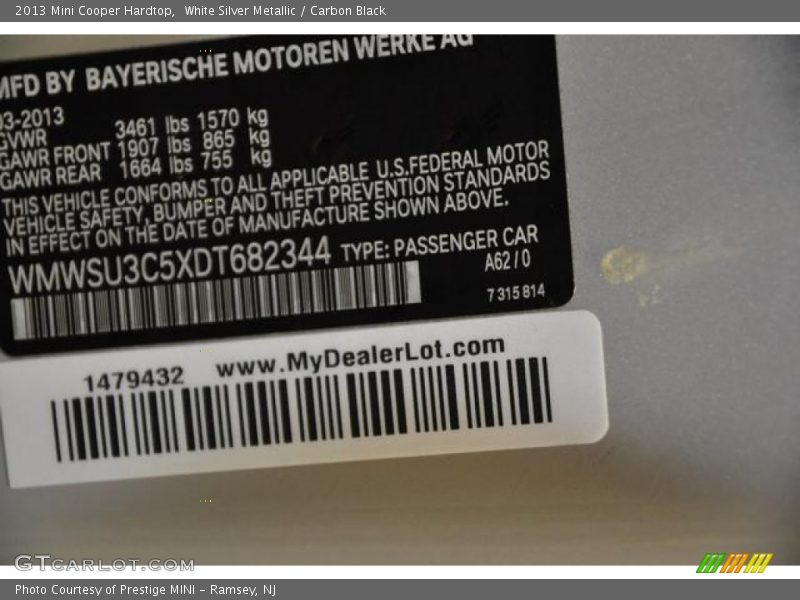 2013 Mini Cooper Hardtop,  White Silver Metallic / Carbon Black
MFD BY BAYERISCHE MOTOREN WERKE AG
03-2013
GVWR 3461 lbs 1570 kg
GAWR FRONT 1907 lbs 865 kg
GAWR REAR 1664 lbs 755 kg
THIS VEHICLE CONFORMS TO ALL APPLICABLE U.S.FEDERAL MOTOR
VEHICLE SAFETY, BUMPER AND THEFT PREVENTION STANDARDS
IN EFFECT ON THE DATE OF MANUFACTURE SHOWN ABOVE.
WMWSU3C5XDT682344 TYPE: PASSENGER CAR
A62/0
7 315 814
1479432 www.MyDealerLot.com
GTCARLOT.COM
Photo Courtesy of Prestige MINI - Ramsey, NJ